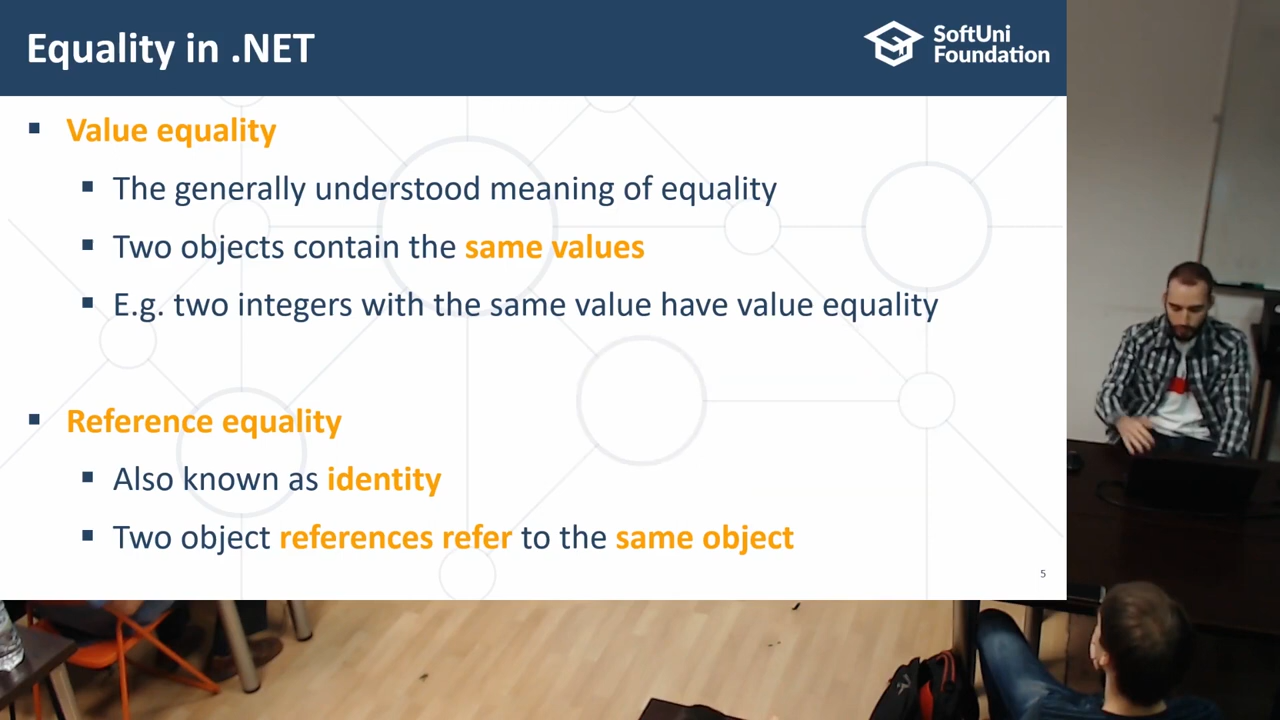 Equality in .NET
SoftUni
Foundation
▪ Value equality
▪ The generally understood meaning of equality
▪ Two objects contain the same values
▪ E.g. two integers with the same value have value equality
▪ Reference equality
▪ Also known as identity
▪ Two object references refer to the same object
5